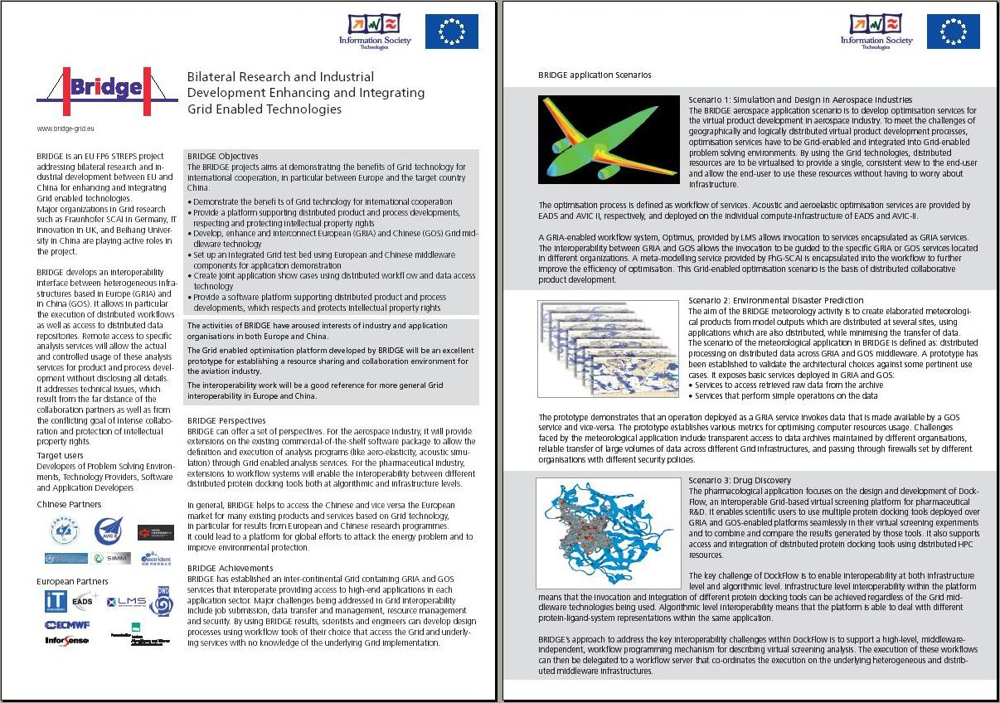 Information Society
Technologies
Bridge
www.bridge-grid.eu
Bilateral Research and Industrial
Development Enhancing and Integrating
Grid Enabled Technologies
BRIDGE is an EU FP6 STREPS project
addressing bilateral research and in-
dustrial development between EU and
China for enhancing and integrating
Grid enabled technologies.
Major organizations in Grid research
such as Fraunhofer SCAI in Germany, IT
Innovation in UK, and Beihang Univer-
sity in China are playing active roles in
the project.
BRIDGE develops an interoperability
interface between heterogeneous infra-
structures based in Europe (GRIA) and
in China (GOS). It allows in particular
the execution of distributed workflows
as well as access to distributed data
repositories. Remote access to specific
analysis services will allow the actual
and controlled usage of these analysis
services for product and process devel-
opment without disclosing all details.
It addresses technical issues, which
result from the far distance of the
collaboration partners as well as from
the conflicting goal of intense collabo-
ration and protection of intellectual
property rights.
Target users
Developers of Problem Solving Environ-
ments, Technology Providers, Software
and Application Developers
Chinese Partners
AVIC II
SIMM
European Partners
iT
EADS
LMS
DWD
ECMWF
InforSense
BRIDGE Objectives
The BRIDGE projects aims at demonstrating the benefits of Grid technology for
international cooperation, in particular between Europe and the target country
China.
• Demonstrate the benefi ts of Grid technology for international cooperation
• Provide a platform supporting distributed product and process developments,
respecting and protecting intellectual property rights
• Develop, enhance and interconnect European (GRIA) and Chinese (GOS) Grid mid-
dleware technology
• Set up an integrated Grid test bed using European and Chinese middleware
components for application demonstration
• Create joint application show cases using distributed workfl ow and data access
technology
• Provide a software platform supporting distributed product and process
developments, which respects and protects intellectual property rights
The activities of BRIDGE have aroused interests of industry and application
organisations in both Europe and China.
The Grid enabled optimisation platform developed by BRIDGE will be an excellent
prototype for establishing a resource sharing and collaboration environment for
the aviation industry.
The interoperability work will be a good reference for more general Grid
interoperability in Europe and China.
BRIDGE Perspectives
BRIDGE can offer a set of perspectives. For the aerospace industry, it will provide
extensions on the existing commercial-of-the-shelf software package to allow the
definition and execution of analysis programs (like aero-elasticity, acoustic simu-
lation) through Grid enabled analysis services. For the pharmaceutical industry,
extensions to workflow systems will enable the interoperability between different
distributed protein docking tools both at algorithmic and infrastructure levels.
In general, BRIDGE helps to access the Chinese and vice versa the European
market for many existing products and services based on Grid technology,
in particular for results from European and Chinese research programmes.
It could lead to a platform for global efforts to attack the energy problem and to
improve environmental protection.
BRIDGE Achievements
BRIDGE has established an inter-continental Grid containing GRIA and GOS
services that interoperate providing access to high-end applications in each
application sector. Major challenges being addressed in Grid interoperability
include job submission, data transfer and management, resource management
and security. By using BRIDGE results, scientists and engineers can develop design
processes using workflow tools of their choice that access the Grid and underly-
ing services with no knowledge of the underlying Grid implementation.
Information Society
Technologies
BRIDGE application Scenarios
Scenario 1: Simulation and Design in Aerospace Industries
The BRIDGE aerospace application scenario is to develop optimisation services for
the virtual product development in aerospace industry. To meet the challenges of
geographically and logically distributed virtual product development processes,
optimisation services have to be Grid-enabled and integrated into Grid-enabled
problem solving environments. By using the Grid technologies, distributed
resources are to be virtualised to provide a single, consistent view to the end-user
and allow the end-user to use these resources without having to worry about
infrastructure.
The optimisation process is defined as workflow of services. Acoustic and aeroelastic optimisation services are provided by
EADS and AVIC II, respectively, and deployed on the individual compute-infrastructure of EADS and AVIC-II.
A GRIA-enabled workflow system, Optimus, provided by LMS allows invocation to services encapsulated as GRIA services.
The interoperability between GRIA and GOS allows the invocation to be guided to the specific GRIA or GOS services located
in different organizations. A meta-modelling service provided by FhG-SCAI is encapsulated into the workflow to further
improve the efficiency of optimisation. This Grid-enabled optimisation scenario is the basis of distributed collaborative
product development.
Scenario 2: Environmental Disaster Prediction
The aim of the BRIDGE meteorology activity is to create elaborated meteorologi-
cal products from model outputs which are distributed at several sites, using
applications which are also distributed, while minimising the transfer of data.
The scenario of the meteorological application in BRIDGE is defined as: distributed
processing on distributed data across GRIA and GOS middleware. A prototype has
been established to validate the architectural choices against some pertinent use
cases. It exposes basic services deployed in GRIA and GOS:
• Services to access retrieved raw data from the archive
• Services that perform simple operations on the data
The prototype demonstrates that an operation deployed as a GRIA service invokes data that is made available by a GOS
service and vice-versa. The prototype establishes various metrics for optimising computer resources usage. Challenges
faced by the meteorological application include transparent access to data archives maintained by different organisations,
reliable transfer of large volumes of data across different Grid infrastructures, and passing through firewalls set by different
organisations with different security policies.
Scenario 3: Drug Discovery
The pharmacological application focuses on the design and development of Dock-
Flow, an interoperable Grid-based virtual screening platform for pharmaceutical
R&D. It enables scientific users to use multiple protein docking tools deployed over
GRIA and GOS-enabled platforms seamlessly in their virtual screening experiments
and to combine and compare the results generated by those tools. It also supports
access and integration of distributed protein docking tools using distributed HPC
resources.
The key challenge of DockFlow is to enable interoperability at both infrastructure
level and algorithmic level. Infrastructure level interoperability within the platform
means that the invocation and integration of different protein docking tools can be achieved regardless of the Grid mid-
dleware technologies being used. Algorithmic level interoperability means that the platform is able to deal with different
protein-ligand-system representations within the same application.
BRIDGE's approach to address the key interoperability challenges within DockFlow is to support a high-level, middleware-
independent, workflow programming mechanism for describing virtual screening analysis. The execution of these workflows
can then be delegated to a workflow server that co-ordinates the execution on the underlying heterogeneous and distrib-
uted middleware infrastructures.